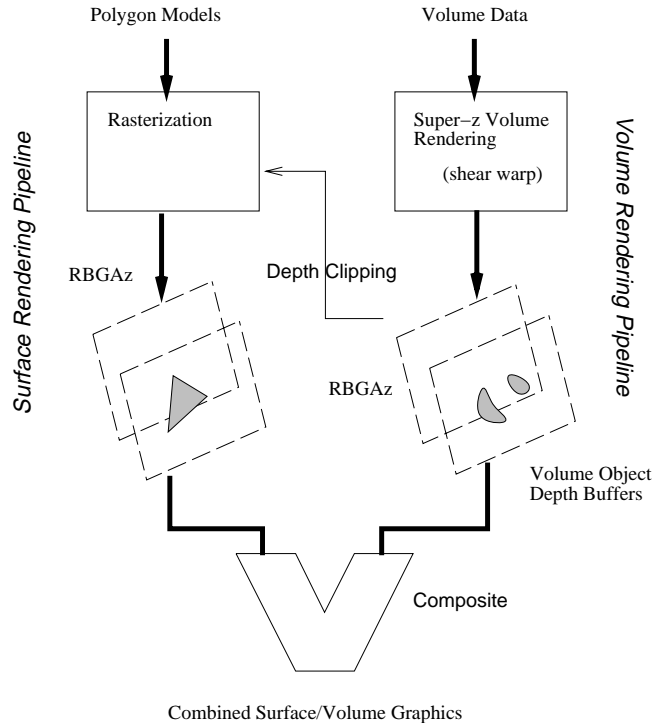 Polygon Models
Volume Data
Rasterization
Super−z Volume
Rendering
(shear warp)
Surface Rendering Pipeline
Volume Rendering Pipeline
Depth Clipping
RBGAz
RBGAz
Volume Object
Depth Buffers
Composite
Combined Surface/Volume Graphics